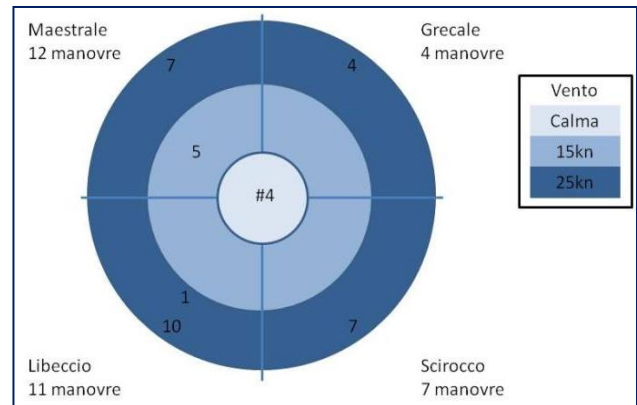 Maestrale
12 manovre
Grecale
4 manovre
7
4
5
#4
1
10
7
Libeccio
11 manovre
Scirocco
7 manovre
Vento
Calma
15kn
25kn